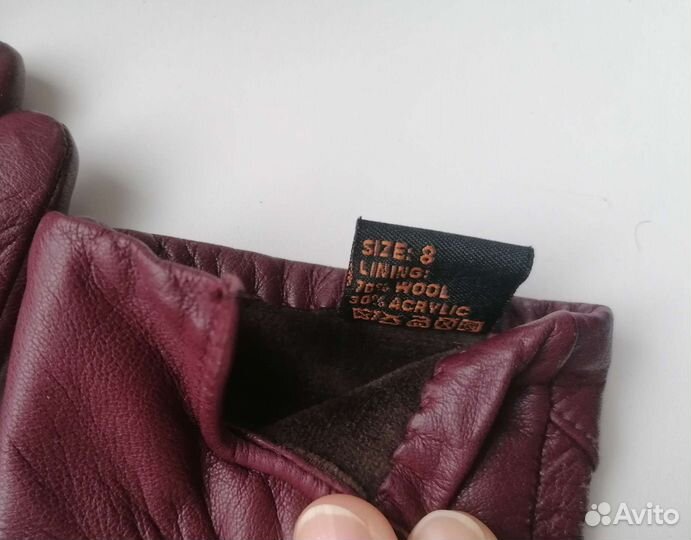 SIZE: 8
LINING:
70% WOOL
30% ACRYLIC
Avito